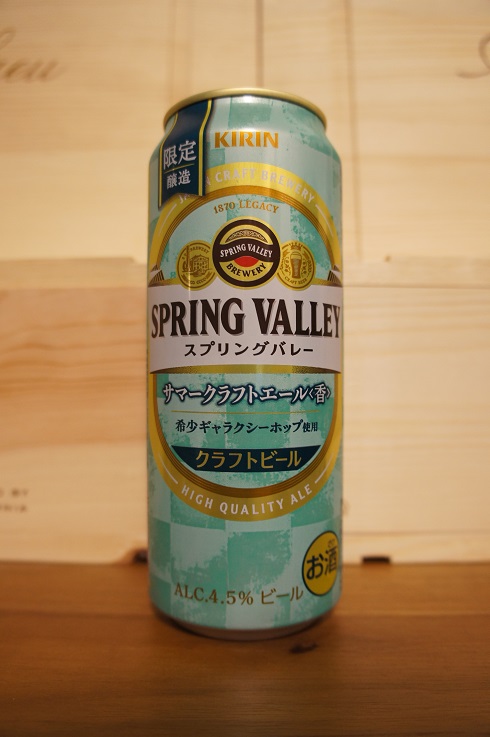 限定
醸造
KIRIN
CRAFT BREWERY
1870 LEGACY
SPRING VALLEY
BREWERY
SPRING VALLEY
スプリングバレー
サマークラフトエール〈香〉
希少ギャラクシーホップ使用
クラフトビール
HIGH QUALITY ALE
お酒
ALC.4.5% ビール